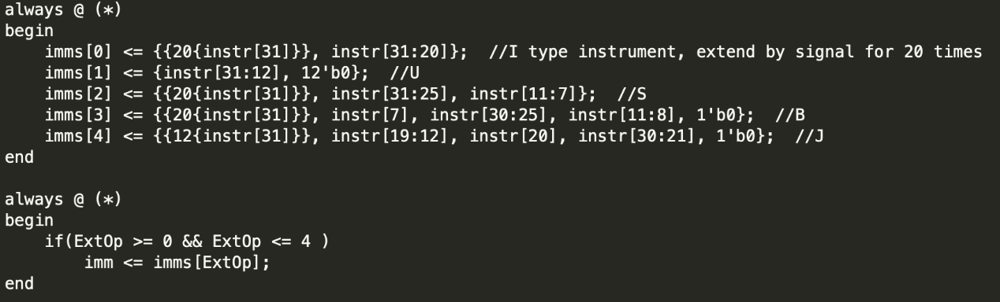 always @ (*)
begin
    imms[0] <= {{20{instr[31]}}, instr[31:20]};  //I type instrument, extend by signal for 20 times
    imms[1] <= {instr[31:12], 12'b0};  //U
    imms[2] <= {{20{instr[31]}}, instr[31:25], instr[11:7]};  //S
    imms[3] <= {{20{instr[31]}}, instr[7], instr[30:25], instr[11:8], 1'b0};  //B
    imms[4] <= {{12{instr[31]}}, instr[19:12], instr[20], instr[30:21], 1'b0};  //J
end

always @ (*)
begin
    if(ExtOp >= 0 && ExtOp <= 4 )
        imm <= imms[ExtOp];
end